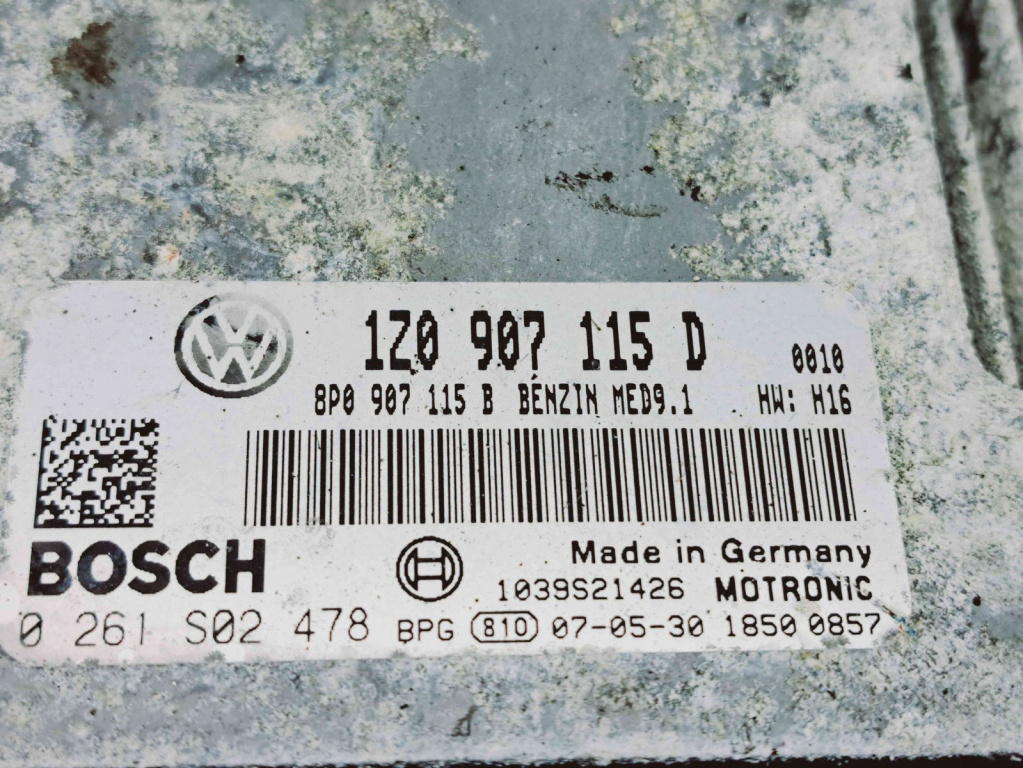 1Z0 907 115 D 0010
8P0 907 115 B BENZIN MED9.1 HW: H16
BOSCH
Made in Germany
1039S21426 MOTRONIC
0 261 S02 478 BPG 810 07-05-30 1850 0857